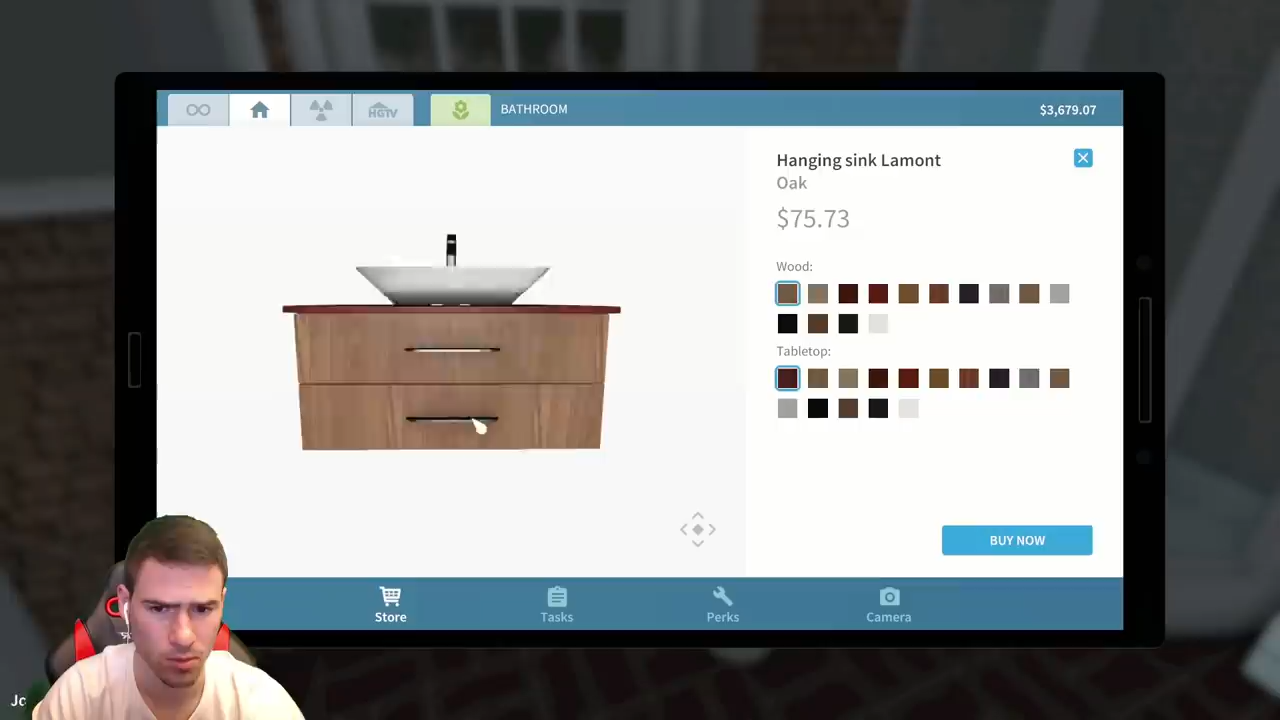 HGTV
BATHROOM
$3,679.07
Hanging sink Lamont
Oak
$75.73
Wood:
Tabletop:
BUY NOW
Store
Tasks
Perks
Camera